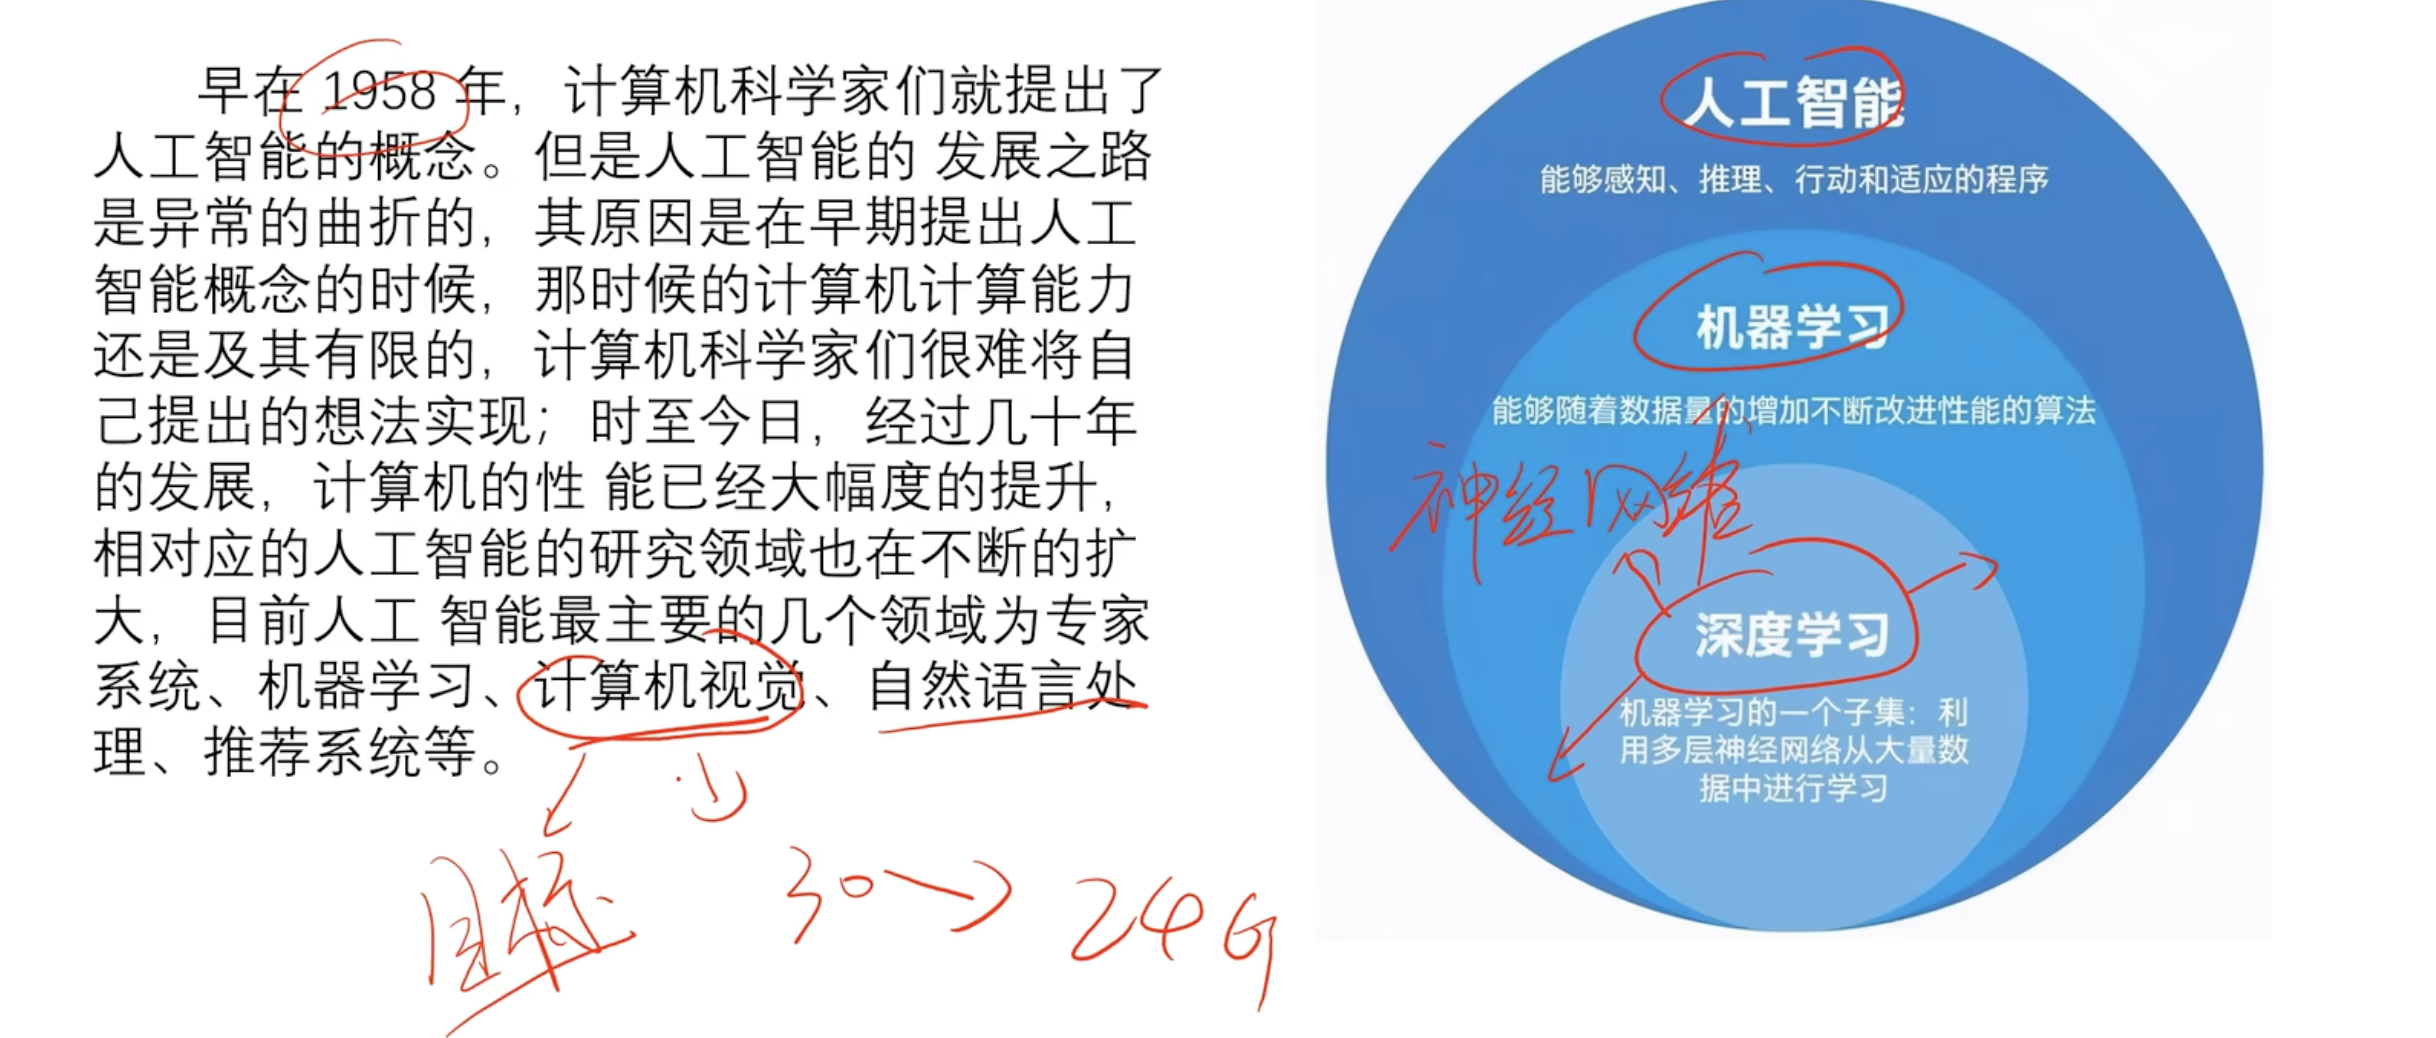 早在 1958 年，计算机科学家们就提出了
人工智能的概念。但是人工智能的 发展之路
是异常的曲折的，其原因是在早期提出人工
智能概念的时候，那时候的计算机计算能力
还是及其有限的，计算机科学家们很难将自
己提出的想法实现；时至今日，经过几十年
的发展，计算机的性 能已经大幅度的提升，
相对应的人工智能的研究领域也在不断的扩
大，目前人工 智能最主要的几个领域为专家
系统、机器学习、计算机视觉、自然语言处
理、推荐系统等。
目标
30 → 24G
人工智能
能够感知、推理、行动和适应的程序
机器学习
能够随着数据量的增加不断改进性能的算法
神经网络
深度学习
机器学习的一个子集：利
用多层神经网络从大量数
据中进行学习